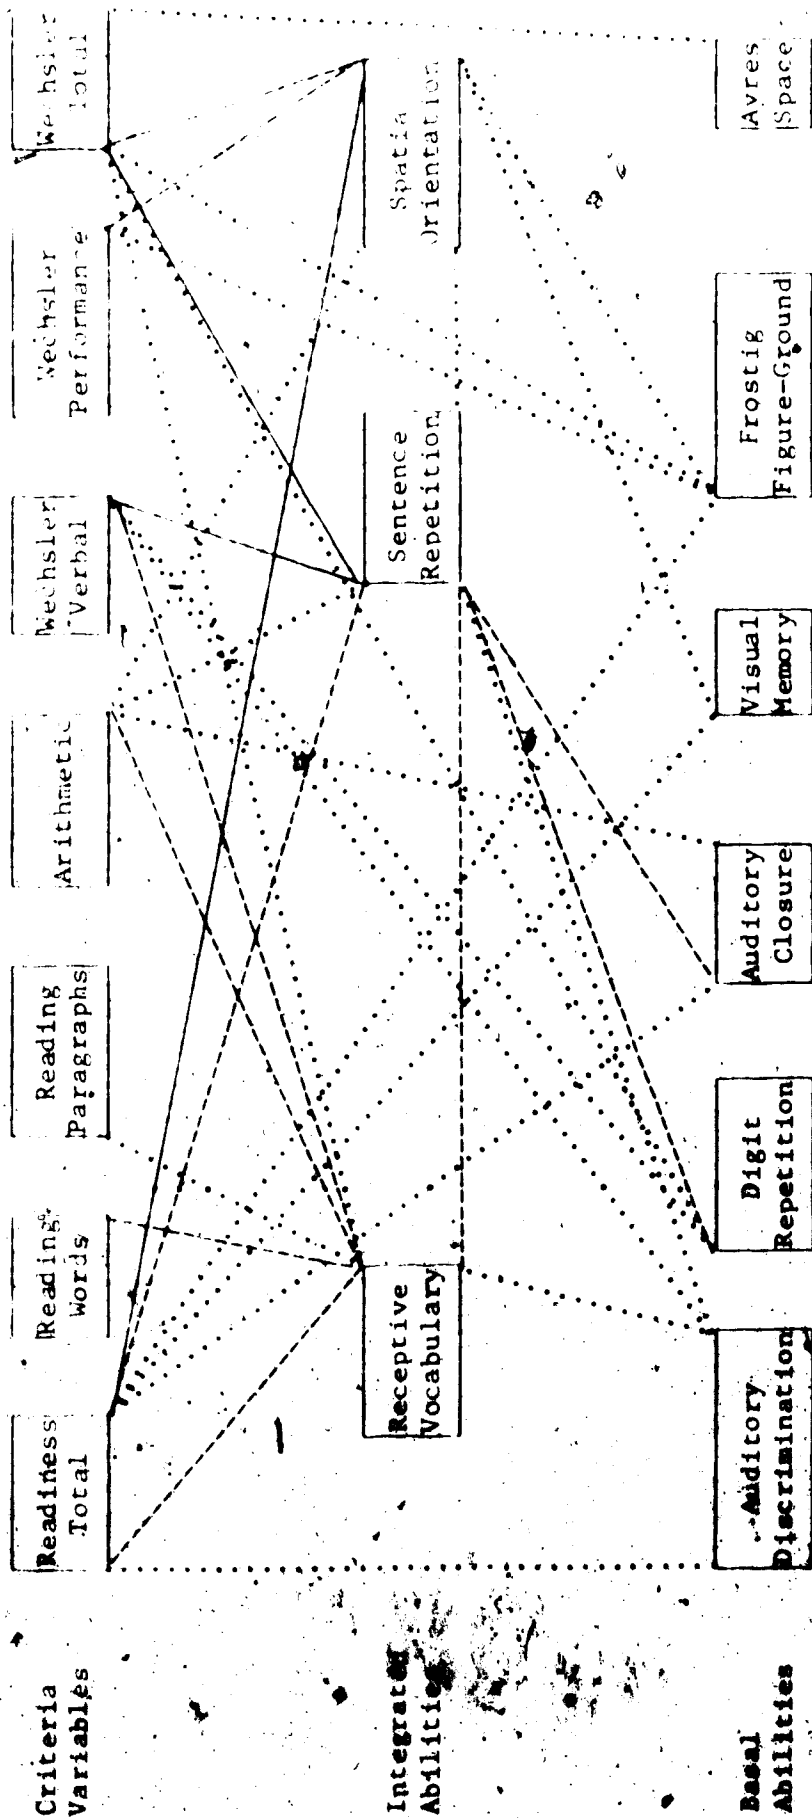 Criteria
Variables
Readiness
Total
Reading
Words
Reading
Paragraphs
Arithmetic
Wechsler
Verbal
Wechsler
Performance
Wechsler
Total
Integrated
Abilities
Receptive
Vocabulary
Sentence
Repetition
Spatia
Orientation
Basal
Abilities
Auditory
Discrimination
Digit
Repetition
Auditory
Closure
Visual
Memory
Frostig
Figure-Ground
Ayres
Space